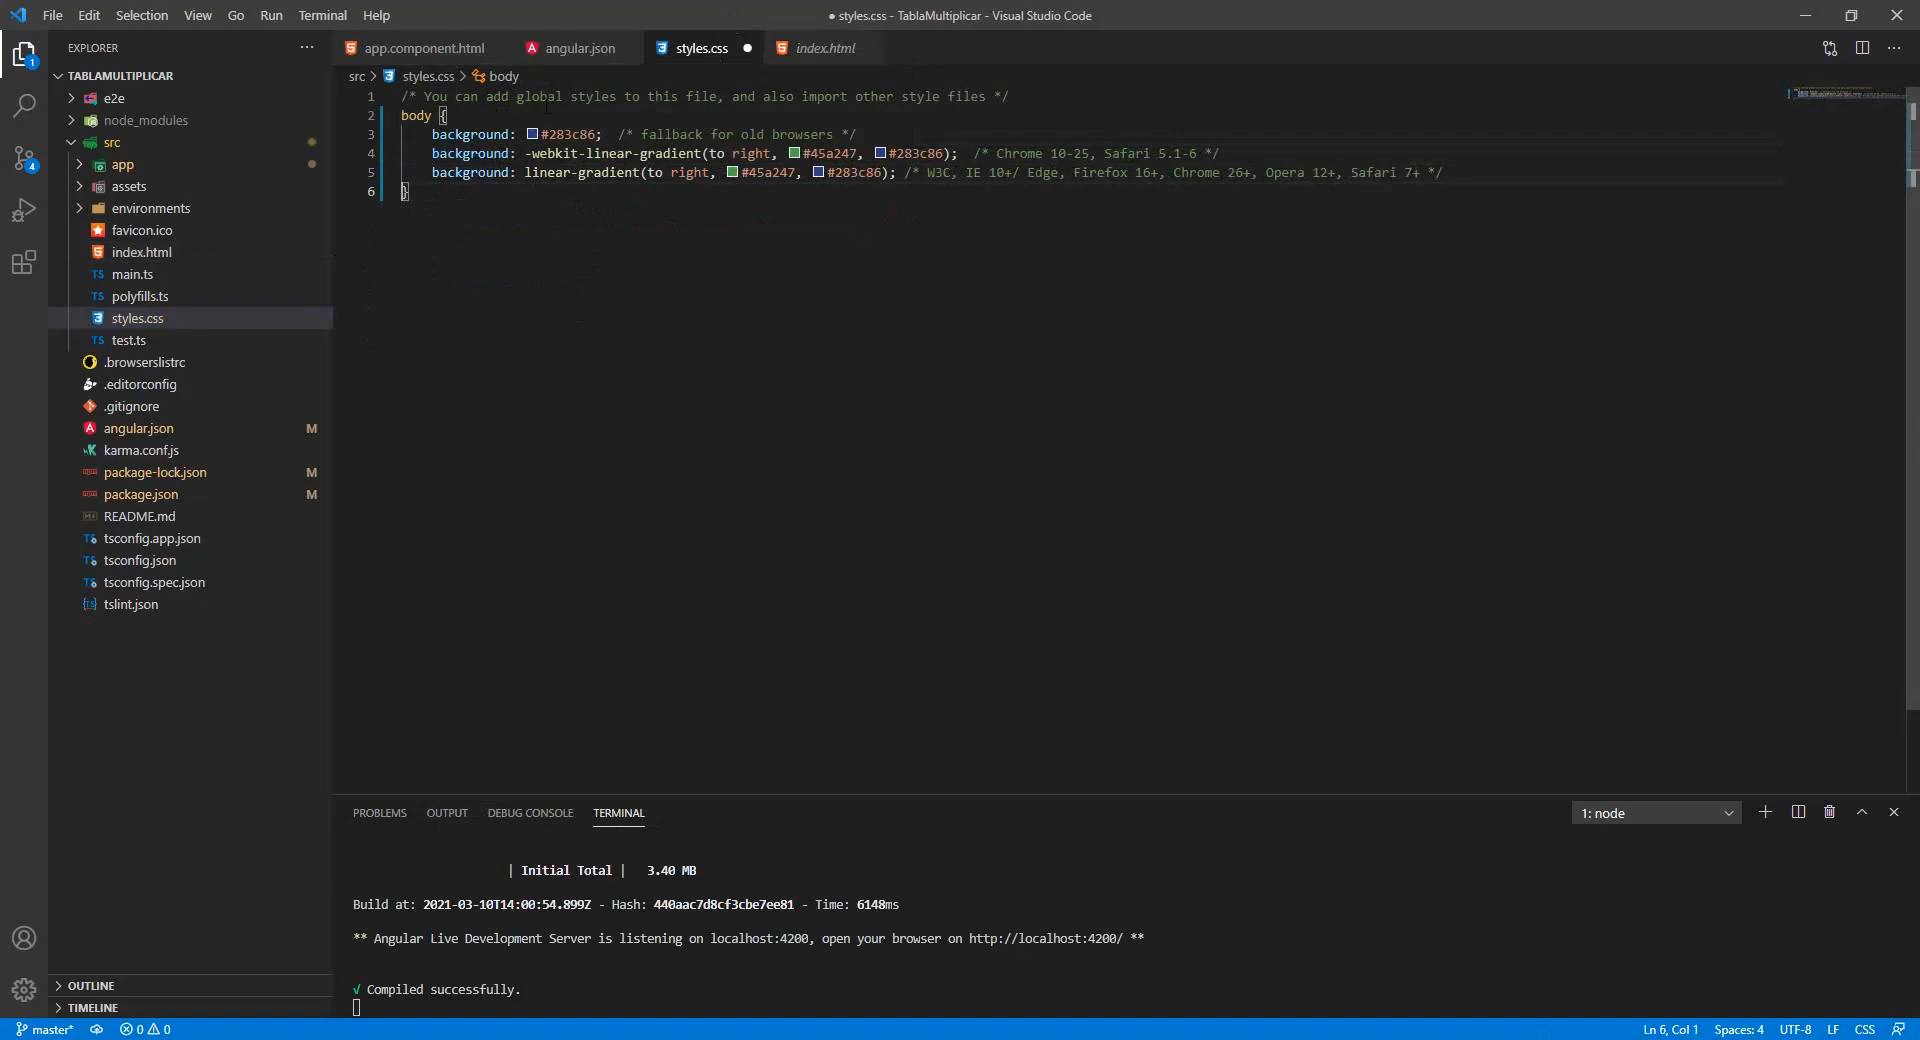 File Edit Selection View Go Run Terminal Help
● styles.css - TablaMultiplicar - Visual Studio Code
EXPLORER
app.component.html
angular.json
styles.css
index.html
src > styles.css > body
TABLAMULTIPLICAR
e2e
node_modules
src
app
assets
environments
favicon.ico
index.html
TS main.ts
TS polyfills.ts
styles.css
TS test.ts
.browserslistrc
.editorconfig
.gitignore
angular.json M
karma.conf.js
package-lock.json M
package.json M
README.md
tsconfig.app.json
tsconfig.json
tsconfig.spec.json
tslint.json
OUTLINE
TIMELINE
1 /* You can add global styles to this file, and also import other style files */
2 body {
3 background: #283c86; /* fallback for old browsers */
4 background: -webkit-linear-gradient(to right, #45a247, #283c86); /* Chrome 10-25, Safari 5.1-6 */
5 background: linear-gradient(to right, #45a247, #283c86); /* W3C, IE 10+/ Edge, Firefox 16+, Chrome 26+, Opera 12+, Safari 7+ */
6 }
PROBLEMS OUTPUT DEBUG CONSOLE TERMINAL
1: node
| Initial Total | 3.40 MB
Build at: 2021-03-10T14:00:54.899Z - Hash: 440aac7d8cf3cbe7ee81 - Time: 6148ms
** Angular Live Development Server is listening on localhost:4200, open your browser on http://localhost:4200/ **
√ Compiled successfully.
1
4
master* 0 0
Ln 6, Col 1 Spaces: 4 UTF-8 LF CSS